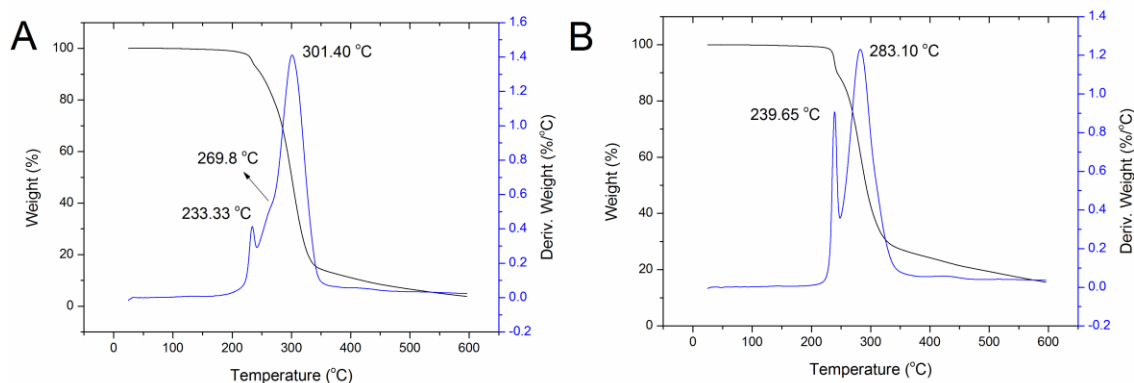 A
301.40 °C
269.8 °C
233.33 °C
100
80
60
40
20
0
Weight (%)
1.6
1.4
1.2
1.0
0.8
0.6
0.4
0.2
0.0
-0.2
Deriv. Weight (%/°C)
0 100 200 300 400 500 600
Temperature (°C)
B
283.10 °C
239.65 °C
100
80
60
40
20
0
Weight (%)
1.4
1.2
1.0
0.8
0.6
0.4
0.2
0.0
-0.2
Deriv. Weight (%/°C)
0 100 200 300 400 500 600
Temperature (°C)